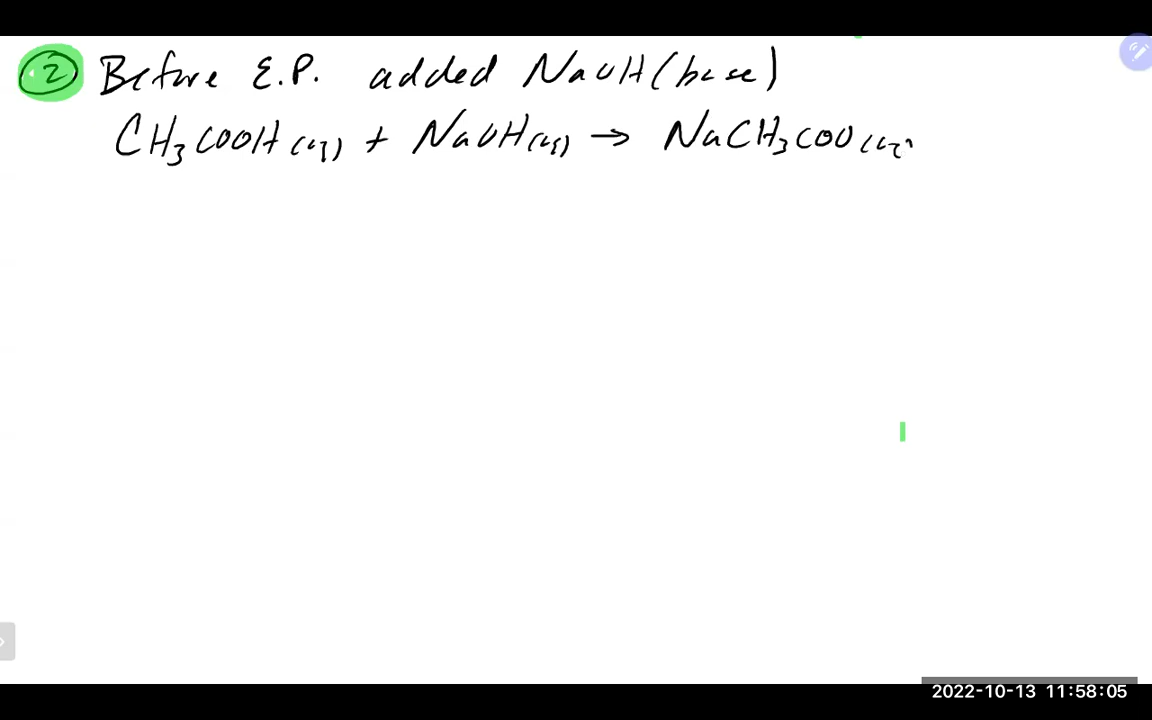 ② Before E.P. added NaOH(base)
CH₃COOH(aq) + NaOH(aq) → NaCH₃COO(aq)
2022-10-13 11:58:05